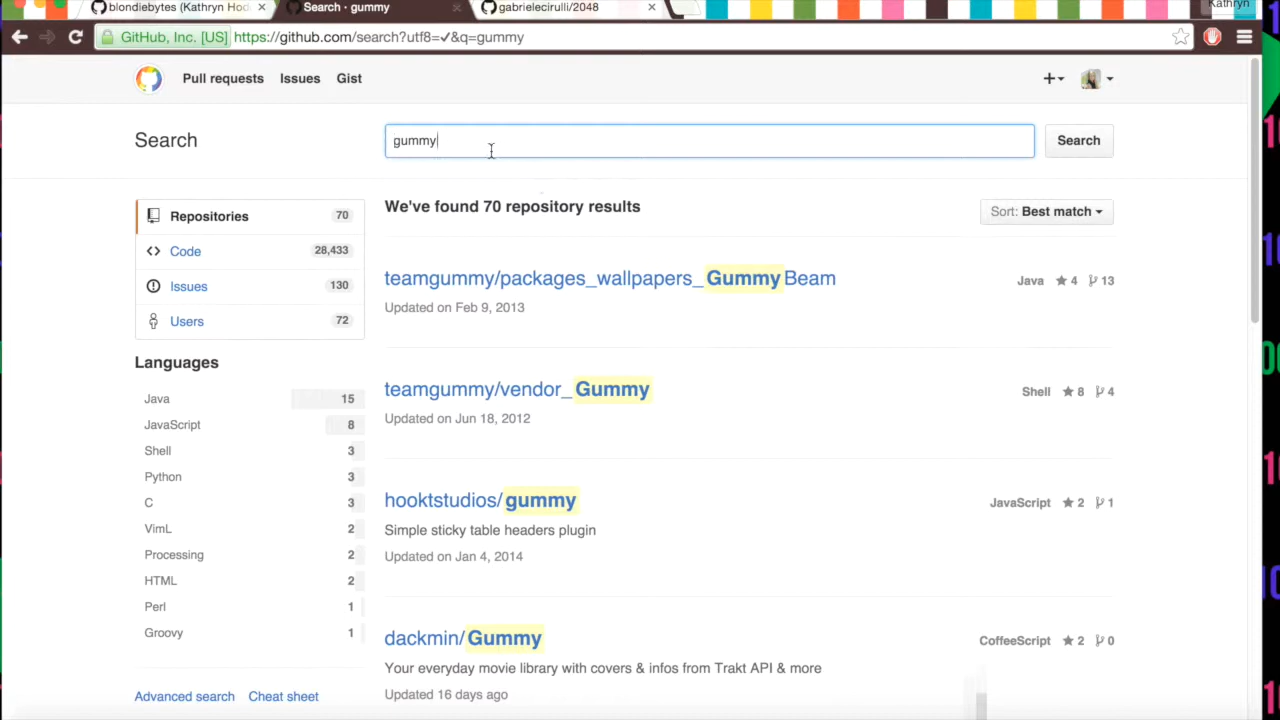 blondiebytes (Kathryn Hod
Search · gummy
gabrielecirulli/2048
Kathryn
GitHub, Inc. [US] https://github.com/search?utf8=✓&q=gummy
Pull requests Issues Gist
Search gummy Search
Repositories 70
Code 28,433
Issues 130
Users 72
Languages
Java 15
JavaScript 8
Shell 3
Python 3
C 3
VimL 2
Processing 2
HTML 2
Perl 1
Groovy 1
Advanced search Cheat sheet
We've found 70 repository results
Sort: Best match
teamgummy/packages_wallpapers_GummyBeam
Java 4 13
Updated on Feb 9, 2013
teamgummy/vendor_Gummy
Shell 8 4
Updated on Jun 18, 2012
hooktstudios/gummy
JavaScript 2 1
Simple sticky table headers plugin
Updated on Jan 4, 2014
dackmin/Gummy
CoffeeScript 2 0
Your everyday movie library with covers & infos from Trakt API & more
Updated 16 days ago